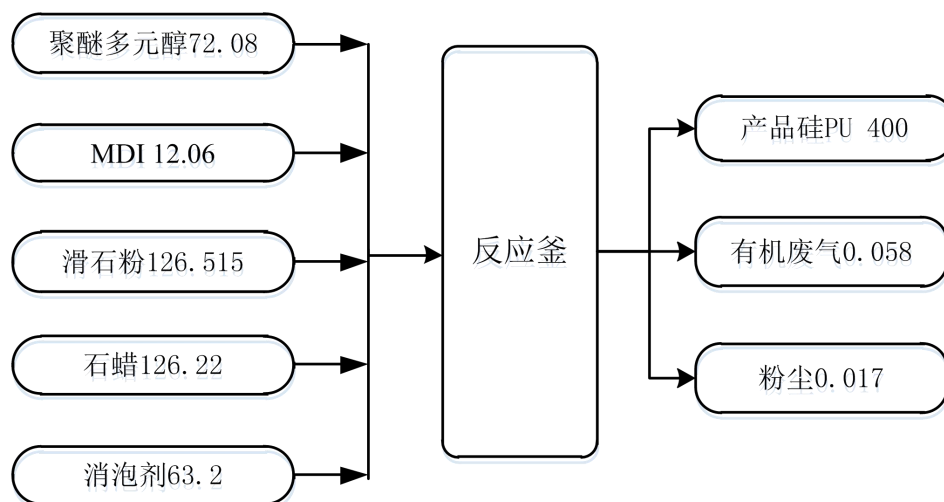 聚醚多元醇72.08
MDI 12.06
滑石粉126.515
石蜡126.22
消泡剂63.2
反应釜
产品硅PU 400
有机废气0.058
粉尘0.017